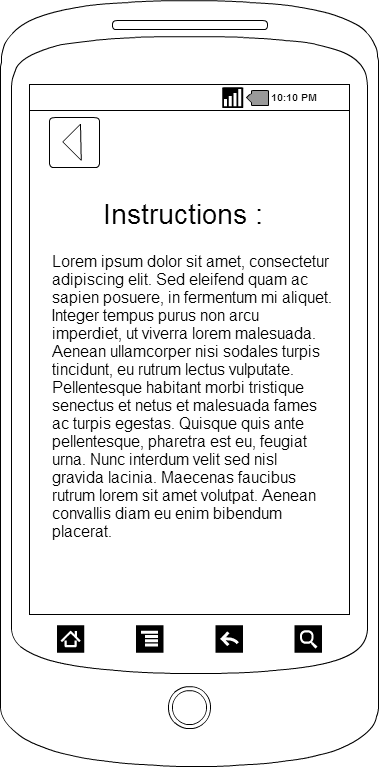 10:10 PM
Instructions :
Lorem ipsum dolor sit amet, consectetur
adipiscing elit. Sed eleifend quam ac
sapien posuere, in fermentum mi aliquet.
Integer tempus purus non arcu
imperdiet, ut viverra lorem malesuada.
Aenean ullamcorper nisi sodales turpis
tincidunt, eu rutrum lectus vulputate.
Pellentesque habitant morbi tristique
senectus et netus et malesuada fames
ac turpis egestas. Quisque quis ante
pellentesque, pharetra est eu, feugiat
urna. Nunc interdum velit sed nisl
gravida lacinia. Maecenas faucibus
rutrum lorem sit amet volutpat. Aenean
convallis diam eu enim bibendum
placerat.